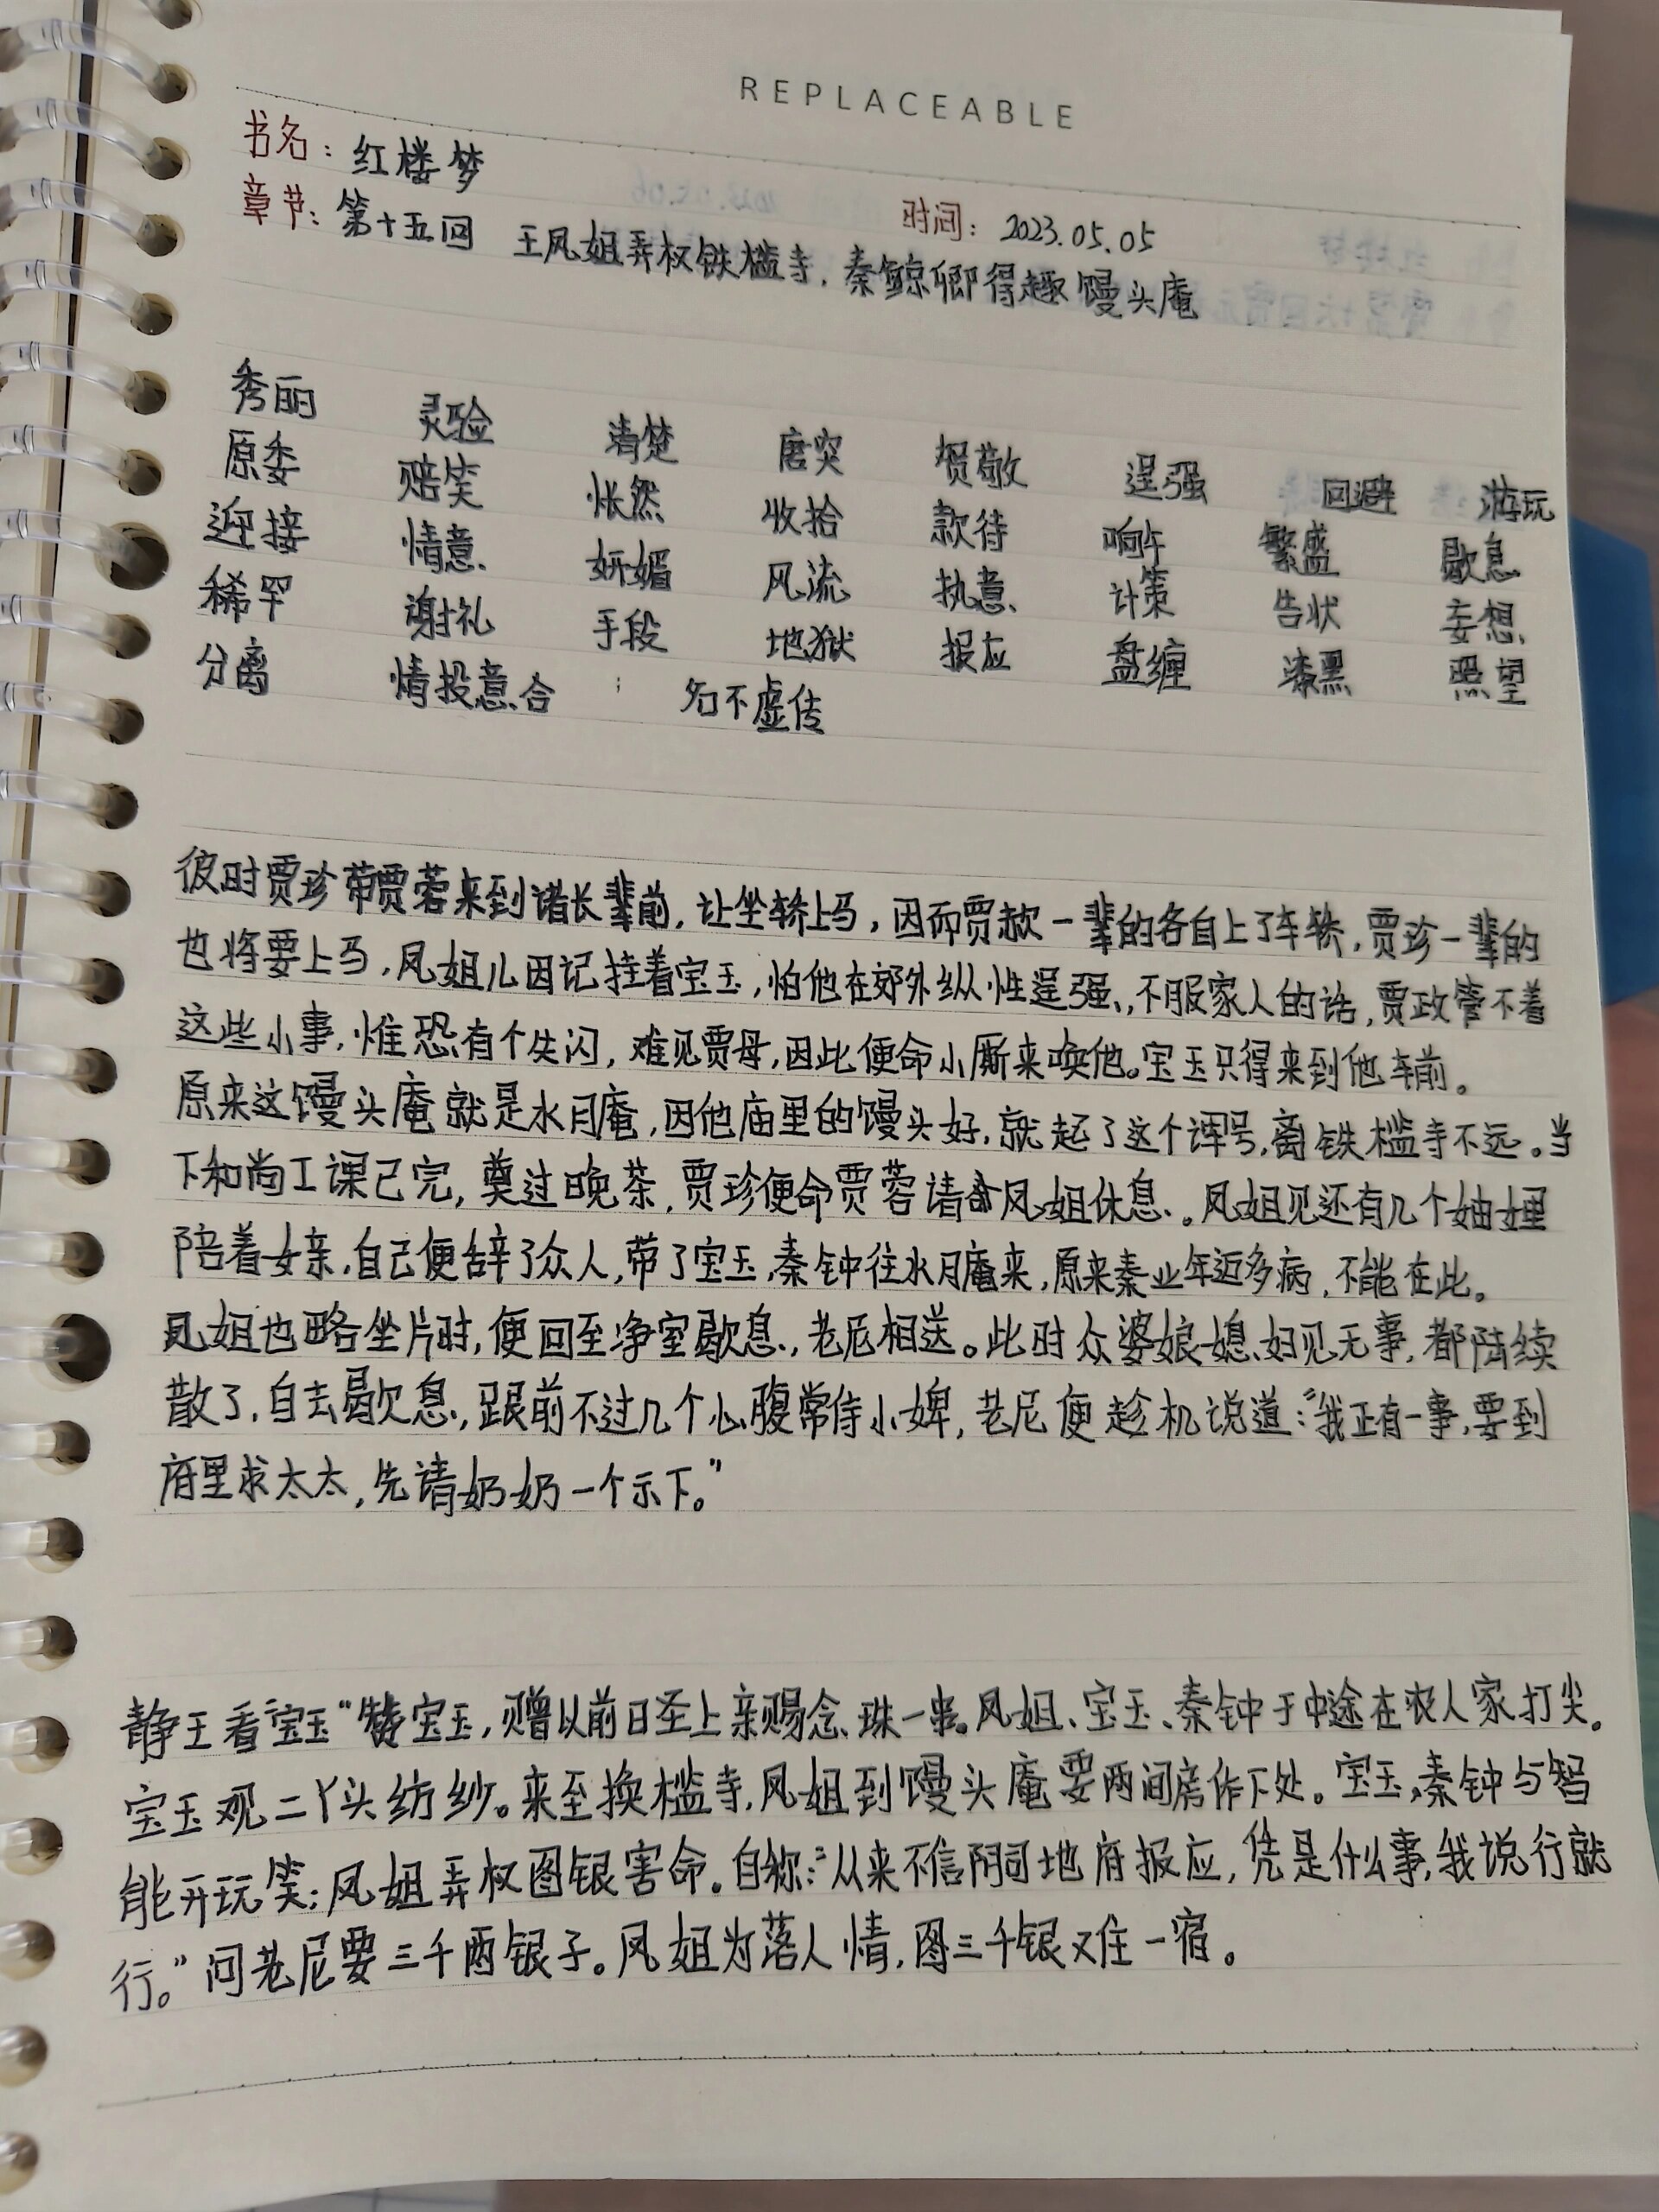 REPLACEABLE
书名：红楼梦
章节：第十五回 王凤姐弄权铁槛寺，秦鲸卿得趣馒头庵
时间：2023.05.05
秀丽 灵验 清楚 唐突 贺敬 逞强 回避 游玩
原委 赔笑 怅然 收拾 款待 晌午 繁盛 歇息
迎接 情意 妍媚 风流 执意 计策 告状 妄想
稀罕 谢礼 手段 地狱 报应 盘缠 漆黑 照望
分离 情投意合 ； 名不虚传
彼时贾珍带贾蓉来到诸长辈前，让坐轿上马，因而贾赦一辈的各自上了车轿，贾珍一辈的
也将要上马，凤姐儿因记挂着宝玉，怕他在郊外纵性逞强，不服家人的话，贾政管不着
这些小事，惟恐有个失闪，难见贾母，因此便命小厮来唤他。宝玉只得来到他车前。
原来这馒头庵就是水月庵，因他庙里的馒头好，就起了这个诨号，离铁槛寺不远。当
下和尚工课已完，奠过晚茶，贾珍便命贾蓉请凤姐休息。凤姐见还有几个妯娌
陪着女亲，自己便辞了众人，带了宝玉，秦钟往水月庵来，原来秦业年迈多病，不能在此。
凤姐也略坐片时，便回至净室歇息，老尼相送。此时众婆娘媳妇见无事，都陆续
散了，自去歇息，跟前不过几个心腹常侍小婢，老尼便趁机说道：“我正有一事，要到
府里求太太，先请奶奶一个示下。”
静王看“宝玉“赞宝玉，赠以前日圣上亲赐念珠一串。凤姐、宝玉、秦钟于中途在农人家打尖。
宝玉观二丫头纺纱。来至换槛寺，凤姐到馒头庵要两间房作下处。宝玉，秦钟与智
能开玩笑；凤姐弄权图银害命。自称：“从来不信阴司地府报应，凭是什么事，我说行就
行。”问老尼要三千两银子。凤姐为落人情，图三千银又住一宿。